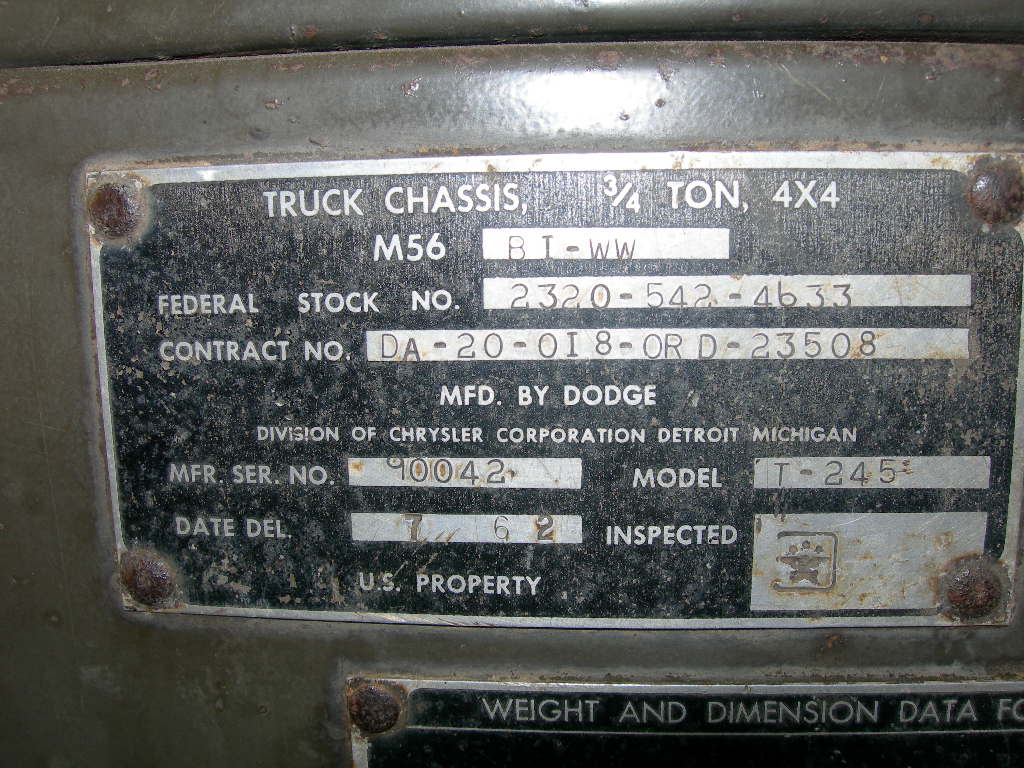 TRUCK CHASSIS, 3/4 TON, 4X4
M56 BI-WW
FEDERAL STOCK NO. 2320-542-4633
CONTRACT NO. DA-20-018-ORD-23508
MFD. BY DODGE
DIVISION OF CHRYSLER CORPORATION DETROIT MICHIGAN
MFR. SER. NO. 90042 MODEL T-245
DATE DEL. 7 62 INSPECTED
U.S. PROPERTY
WEIGHT AND DIMENSION DATA FO